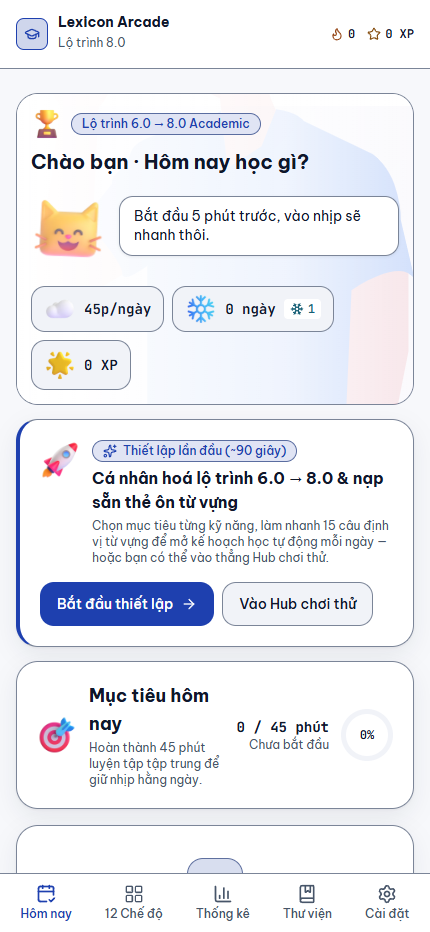 Lexicon Arcade
Lộ trình 8.0
0
0 XP
Lộ trình 6.0 → 8.0 Academic
Chào bạn · Hôm nay học gì?
Bắt đầu 5 phút trước, vào nhịp sẽ
nhanh thôi.
45p/ngày
0 ngày
1
0 XP
Thiết lập lần đầu (~90 giây)
Cá nhân hoá lộ trình 6.0 → 8.0 & nạp
sẵn thẻ ôn từ vựng
Chọn mục tiêu từng kỹ năng, làm nhanh 15 câu định
vị từ vựng để mở kế hoạch học tự động mỗi ngày —
hoặc bạn có thể vào thẳng Hub chơi thử.
Bắt đầu thiết lập →
Vào Hub chơi thử
Mục tiêu hôm
nay
Hoàn thành 45 phút
luyện tập tập trung để
giữ nhịp hằng ngày.
0 / 45 phút
Chưa bắt đầu
0%
Hôm nay
12 Chế độ
Thống kê
Thư viện
Cài đặt